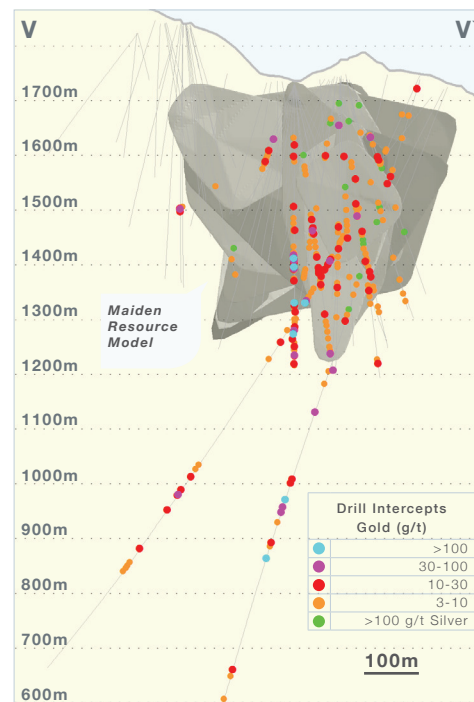 V
V'
1700m
1600m
1500m
1400m
1300m
Maiden
Resource
Model
1200m
1100m
1000m
900m
800m
700m
600m
Drill Intercepts
Gold (g/t)
>100
30-100
10-30
3-10
>100 g/t Silver
100m